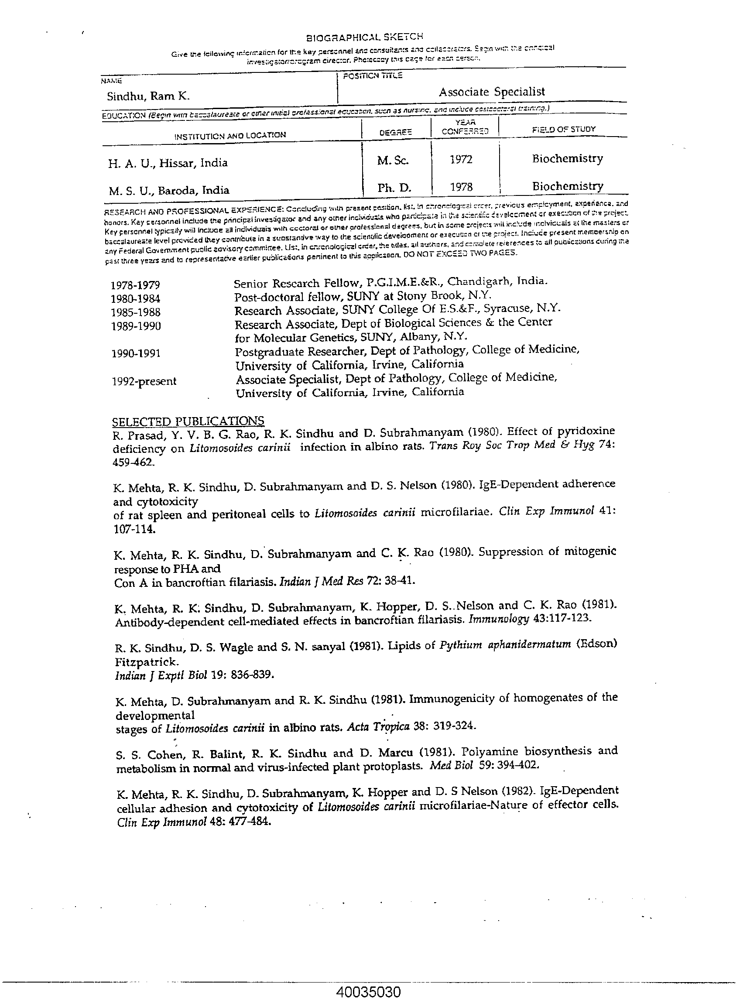 BIOGRAPHICAL SKETCH
Give the following information for the key personnel and consultants and collaborators. Begin with the principal
investigator/program director. Photocopy this page for each person.
NAME
POSITION TITLE
Sindhu, Ram K.
Associate Specialist
EDUCATION (Begin with baccalaureate or other initial professional education, such as nursing, and include postdoctoral training.)
INSTITUTION AND LOCATION
DEGREE
YEAR
CONFERRED
FIELD OF STUDY
H. A. U., Hissar, India
M. Sc.
1972
Biochemistry
M. S. U., Baroda, India
Ph. D.
1978
Biochemistry
RESEARCH AND PROFESSIONAL EXPERIENCE: Concluding with present position, list, in chronological order, previous employment, experience, and
honors. Key personnel include the principal investigator and any other individuals who participate in the scientific development or execution of the project.
Key personnel typically will include all individuals with doctoral or other professional degrees, but in some projects will include individuals at the masters or
baccalaureate level provided they contribute in a substantive way to the scientific development or execution of the project. Include present membership on
any Federal Government public advisory committee. List, in chronological order, the titles, all authors, and complete references to all publications during the
past three years and to representative earlier publications pertinent to this application. DO NOT EXCEED TWO PAGES.
1978-1979 Senior Research Fellow, P.G.I.M.E.&R., Chandigarh, India.
1980-1984 Post-doctoral fellow, SUNY at Stony Brook, N.Y.
1985-1988 Research Associate, SUNY College Of E.S.&F., Syracuse, N.Y.
1989-1990 Research Associate, Dept of Biological Sciences & the Center
for Molecular Genetics, SUNY, Albany, N.Y.
1990-1991 Postgraduate Researcher, Dept of Pathology, College of Medicine,
University of California, Irvine, California
1992-present Associate Specialist, Dept of Pathology, College of Medicine,
University of California, Irvine, California
SELECTED PUBLICATIONS
R. Prasad, Y. V. B. G. Rao, R. K. Sindhu and D. Subrahmanyam (1980). Effect of pyridoxine
deficiency on Litomosoides carinii infection in albino rats. Trans Roy Soc Trop Med & Hyg 74:
459-462.
K. Mehta, R. K. Sindhu, D. Subrahmanyam and D. S. Nelson (1980). IgE-Dependent adherence
and cytotoxicity
of rat spleen and peritoneal cells to Litomosoides carinii microfilariae. Clin Exp Immunol 41:
107-114.
K. Mehta, R. K. Sindhu, D. Subrahmanyam and C. K. Rao (1980). Suppression of mitogenic
response to PHA and
Con A in bancroftian filariasis. Indian J Med Res 72: 38-41.
K. Mehta, R. K. Sindhu, D. Subrahmanyam, K. Hopper, D. S. Nelson and C. K. Rao (1981).
Antibody-dependent cell-mediated effects in bancroftian filariasis. Immunology 43:117-123.
R. K. Sindhu, D. S. Wagle and S. N. sanyal (1981). Lipids of Pythium aphanidermatum (Edson)
Fitzpatrick.
Indian J Exptl Biol 19: 836-839.
K. Mehta, D. Subrahmanyam and R. K. Sindhu (1981). Immunogenicity of homogenates of the
developmental
stages of Litomosoides carinii in albino rats. Acta Tropica 38: 319-324.
S. S. Cohen, R. Balint, R. K. Sindhu and D. Marcu (1981). Polyamine biosynthesis and
metabolism in normal and virus-infected plant protoplasts. Med Biol 59: 394-402.
K. Mehta, R. K. Sindhu, D. Subrahmanyam, K. Hopper and D. S Nelson (1982). IgE-Dependent
cellular adhesion and cytotoxicity of Litomosoides carinii microfilariae-Nature of effector cells.
Clin Exp Immunol 48: 477-484.
40035030